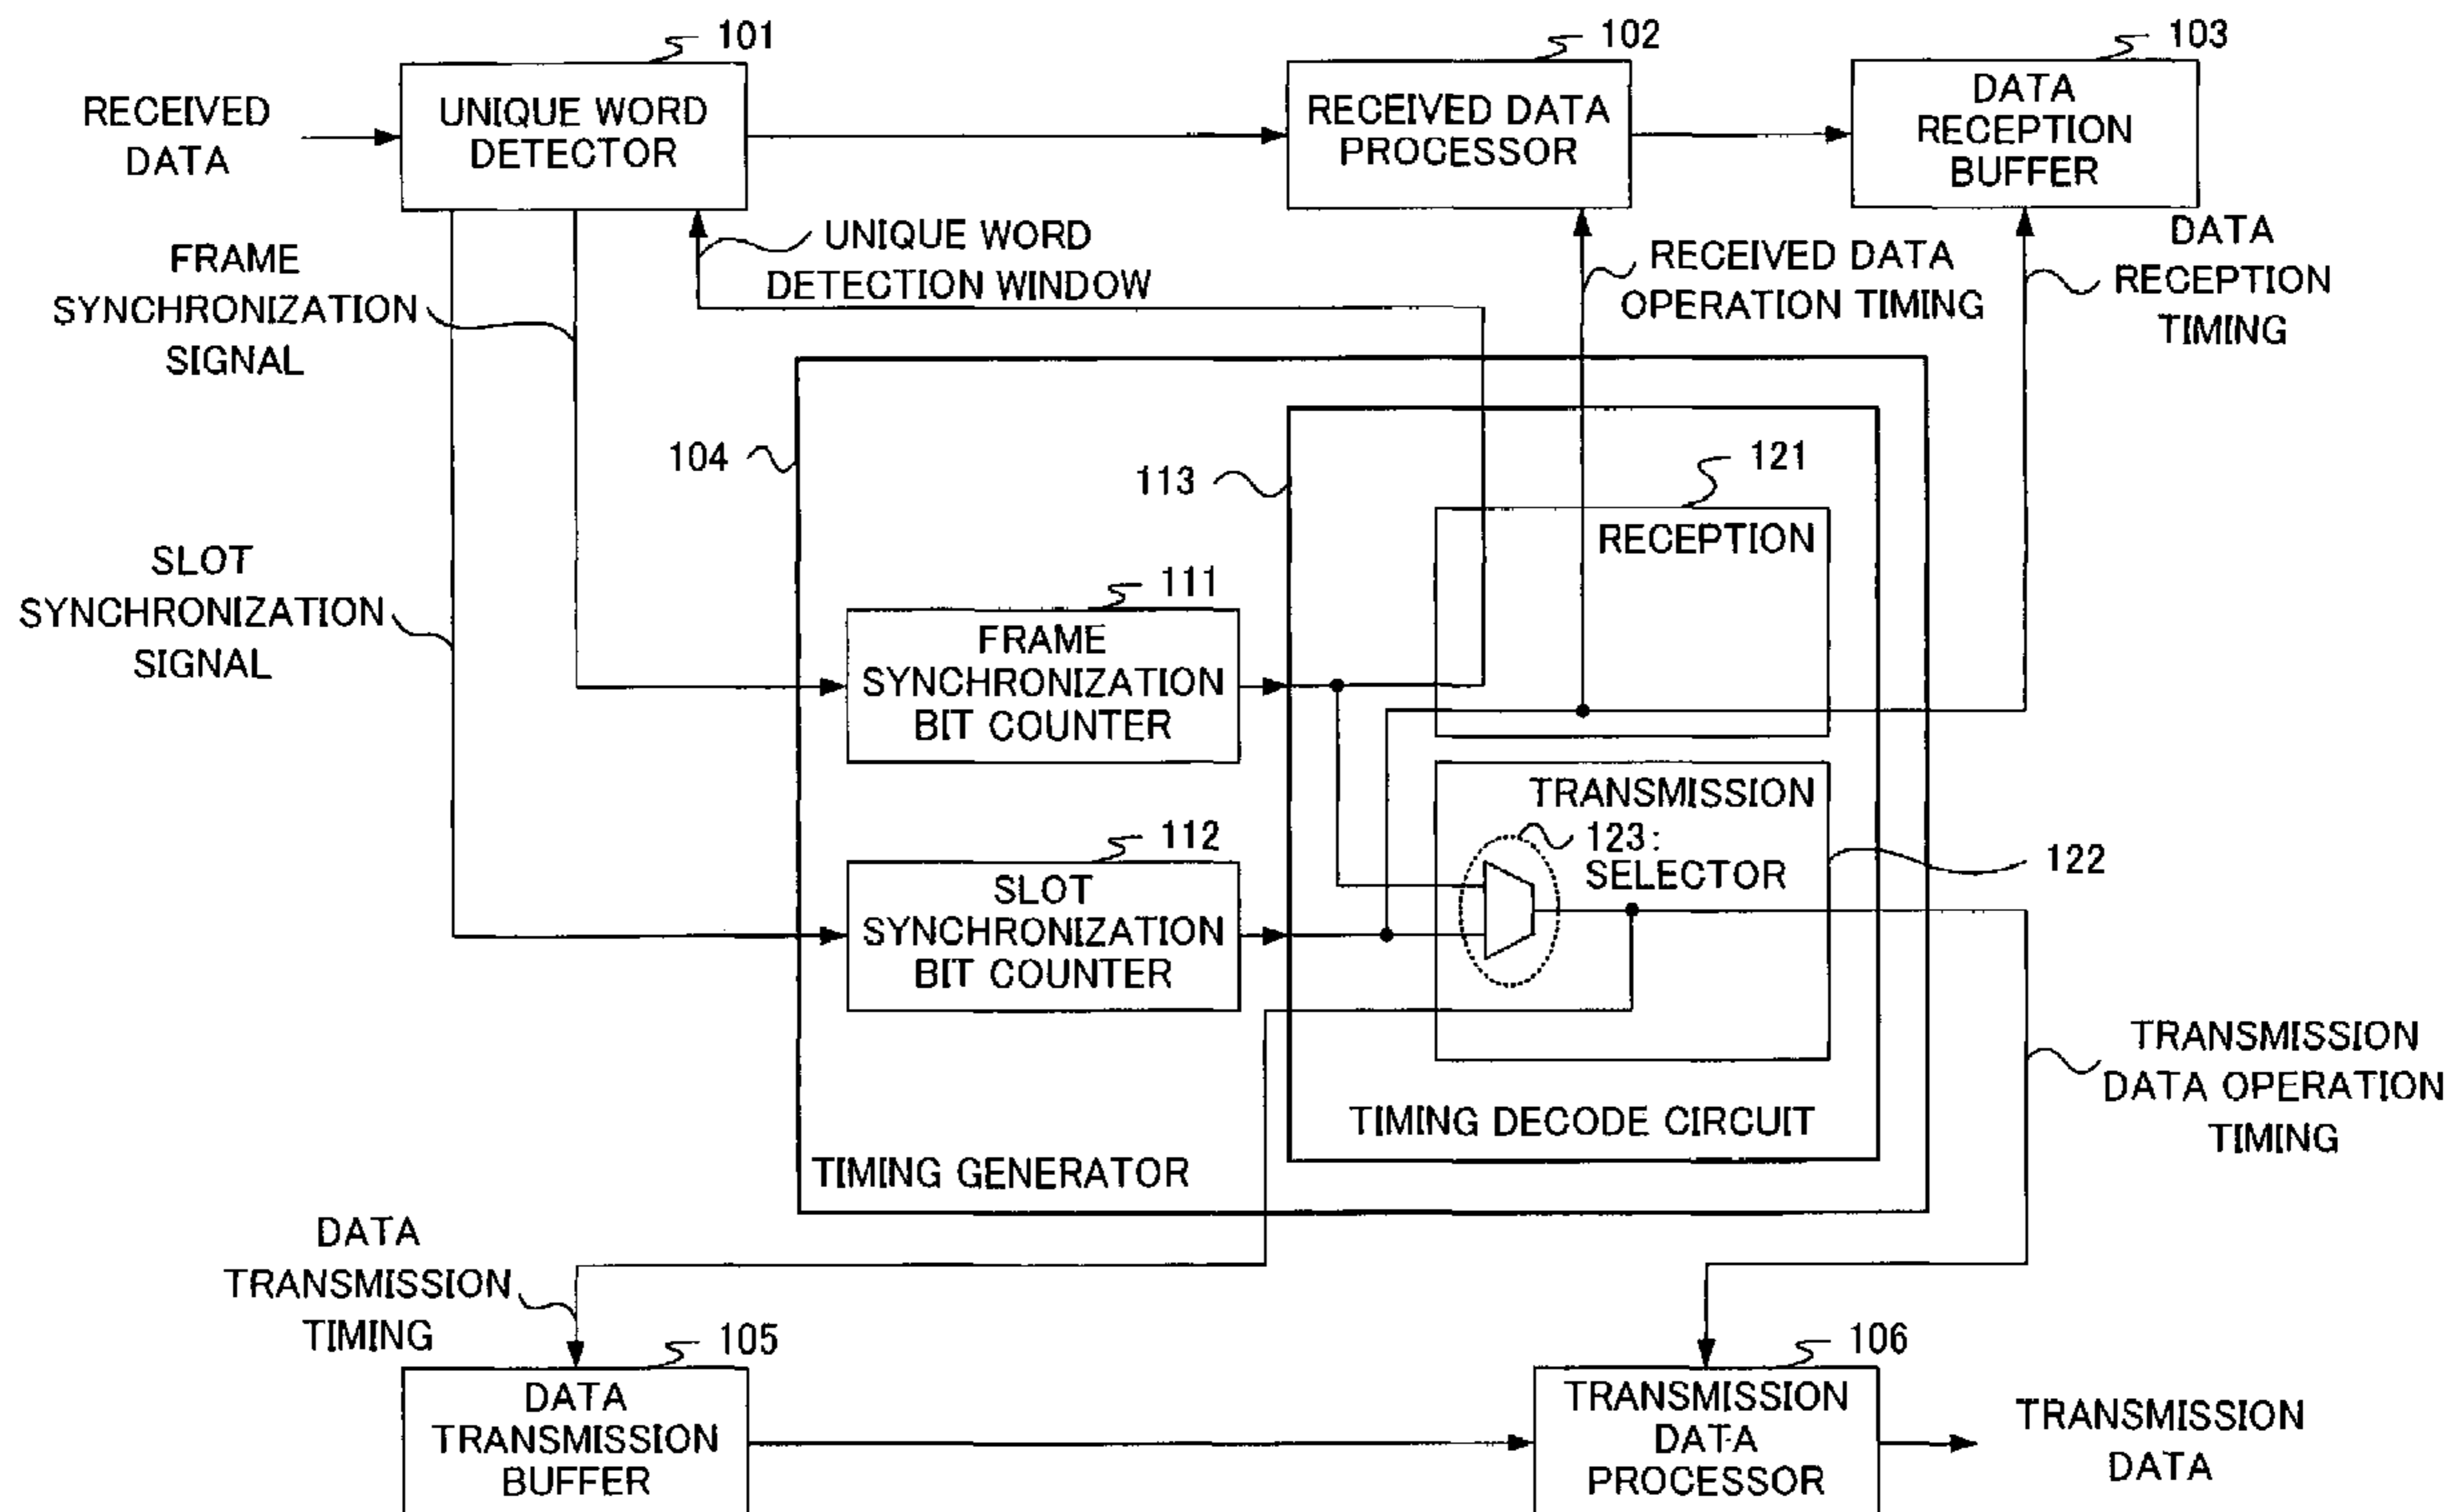 101
102
103
RECEIVED
DATA
UNIQUE WORD
DETECTOR
RECEIVED DATA
PROCESSOR
DATA
RECEPTION
BUFFER
FRAME
SYNCHRONIZATION
SIGNAL
UNIQUE WORD
DETECTION WINDOW
RECEIVED DATA
OPERATION TIMING
DATA
RECEPTION
TIMING
104
113
121
RECEPTION
SLOT
SYNCHRONIZATION
SIGNAL
111
FRAME
SYNCHRONIZATION
BIT COUNTER
TRANSMISSION
123:
SELECTOR
122
112
SLOT
SYNCHRONIZATION
BIT COUNTER
TIMING DECODE CIRCUIT
TIMING GENERATOR
TRANSMISSION
DATA OPERATION
TIMING
DATA
TRANSMISSION
TIMING
105
DATA
TRANSMISSION
BUFFER
106
TRANSMISSION
DATA
PROCESSOR
TRANSMISSION
DATA